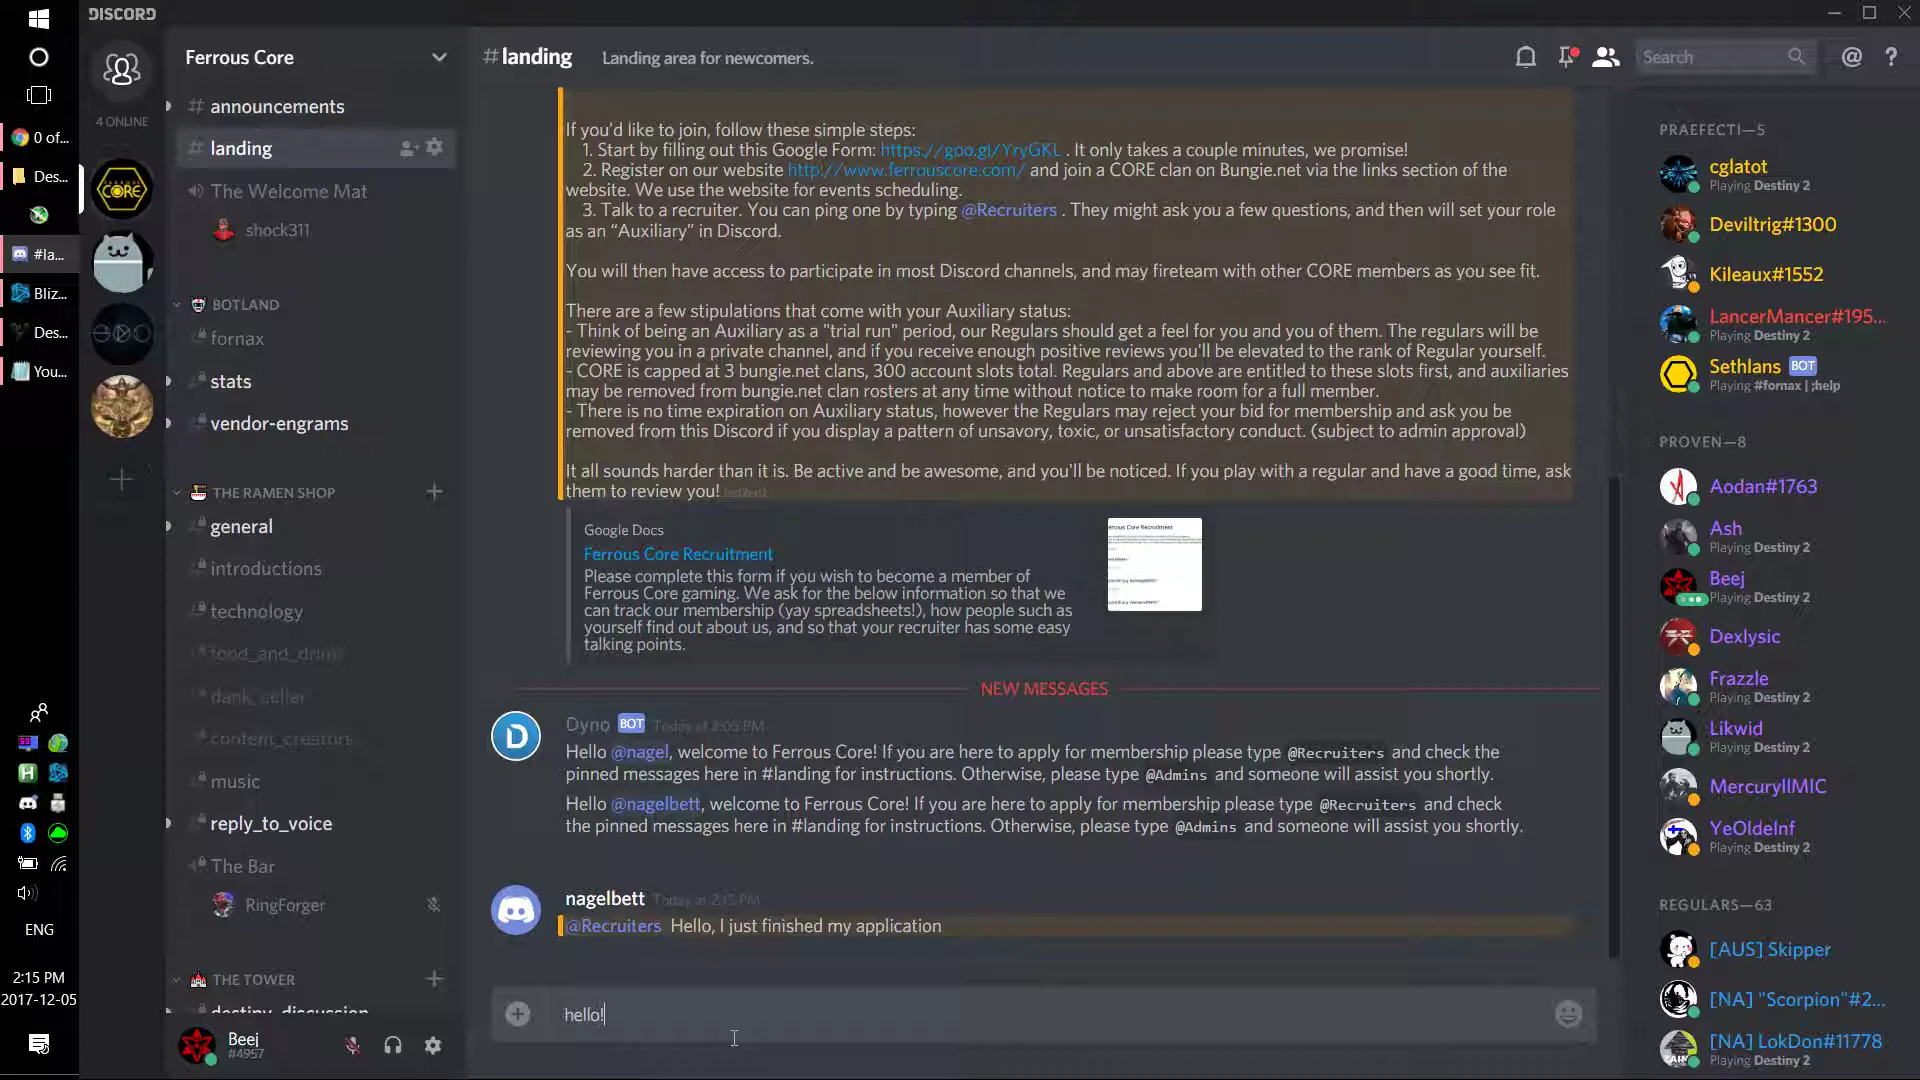 DISCORD
Ferrous Core
# landing
Landing area for newcomers.
Search
4 ONLINE
# announcements
# landing
The Welcome Mat
shock311
BOTLAND
fornax
stats
vendor-engrams
THE RAMEN SHOP
general
introductions
technology
food_and_drink
dank_cellar
content_creators
music
reply_to_voice
The Bar
RingForger
THE TOWER
destiny_discussion
Beej
#4957
0 of...
Des...
#la...
Bliz...
Des...
You...
ENG
2:15 PM
2017-12-05
If you'd like to join, follow these simple steps:
1. Start by filling out this Google Form: https://goo.gl/YryGKL . It only takes a couple minutes, we promise!
2. Register on our website http://www.ferrouscore.com/ and join a CORE clan on Bungie.net via the links section of the
website. We use the website for events scheduling.
3. Talk to a recruiter. You can ping one by typing @Recruiters . They might ask you a few questions, and then will set your role
as an “Auxiliary” in Discord.
You will then have access to participate in most Discord channels, and may fireteam with other CORE members as you see fit.
There are a few stipulations that come with your Auxiliary status:
- Think of being an Auxiliary as a "trial run" period, our Regulars should get a feel for you and you of them. The regulars will be
reviewing you in a private channel, and if you receive enough positive reviews you'll be elevated to the rank of Regular yourself.
- CORE is capped at 3 bungie.net clans, 300 account slots total. Regulars and above are entitled to these slots first, and auxiliaries
may be removed from bungie.net clan rosters at any time without notice to make room for a full member.
- There is no time expiration on Auxiliary status, however the Regulars may reject your bid for membership and ask you be
removed from this Discord if you display a pattern of unsavory, toxic, or unsatisfactory conduct. (subject to admin approval)
It all sounds harder than it is. Be active and be awesome, and you'll be noticed. If you play with a regular and have a good time, ask
them to review you! (edited)
Google Docs
Ferrous Core Recruitment
Please complete this form if you wish to become a member of
Ferrous Core gaming. We ask for the below information so that we
can track our membership (yay spreadsheets!), how people such as
yourself find out about us, and so that your recruiter has some easy
talking points.
NEW MESSAGES
Dyno BOT Today at 2:05 PM
Hello @nagel, welcome to Ferrous Core! If you are here to apply for membership please type @Recruiters and check the
pinned messages here in #landing for instructions. Otherwise, please type @Admins and someone will assist you shortly.
Hello @nagelbett, welcome to Ferrous Core! If you are here to apply for membership please type @Recruiters and check
the pinned messages here in #landing for instructions. Otherwise, please type @Admins and someone will assist you shortly.
nagelbett Today at 2:15 PM
@Recruiters Hello, I just finished my application
hello!
PRAEFECTI—5
cglatot
Playing Destiny 2
Deviltrig#1300
Kileaux#1552
LancerMancer#195...
Playing Destiny 2
Sethlans BOT
Playing #fornax | ;help
PROVEN—8
Aodan#1763
Ash
Playing Destiny 2
Beej
Playing Destiny 2
Dexlysic
Frazzle
Playing Destiny 2
Likwid
Playing Destiny 2
MercuryIIMIC
YeOldeInf
Playing Destiny 2
REGULARS—63
[AUS] Skipper
[NA] "Scorpion"#2...
[NA] LokDon#11778
Playing Destiny 2